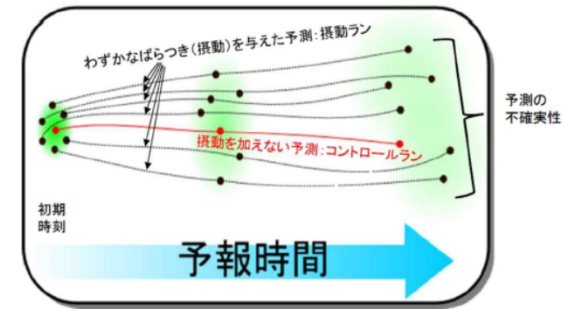 わずかなばらつき(摂動)を与えた予測:摂動ラン
予測の
不確実性
摂動を加えない予測:コントロールラン
初期
時刻
予報時間